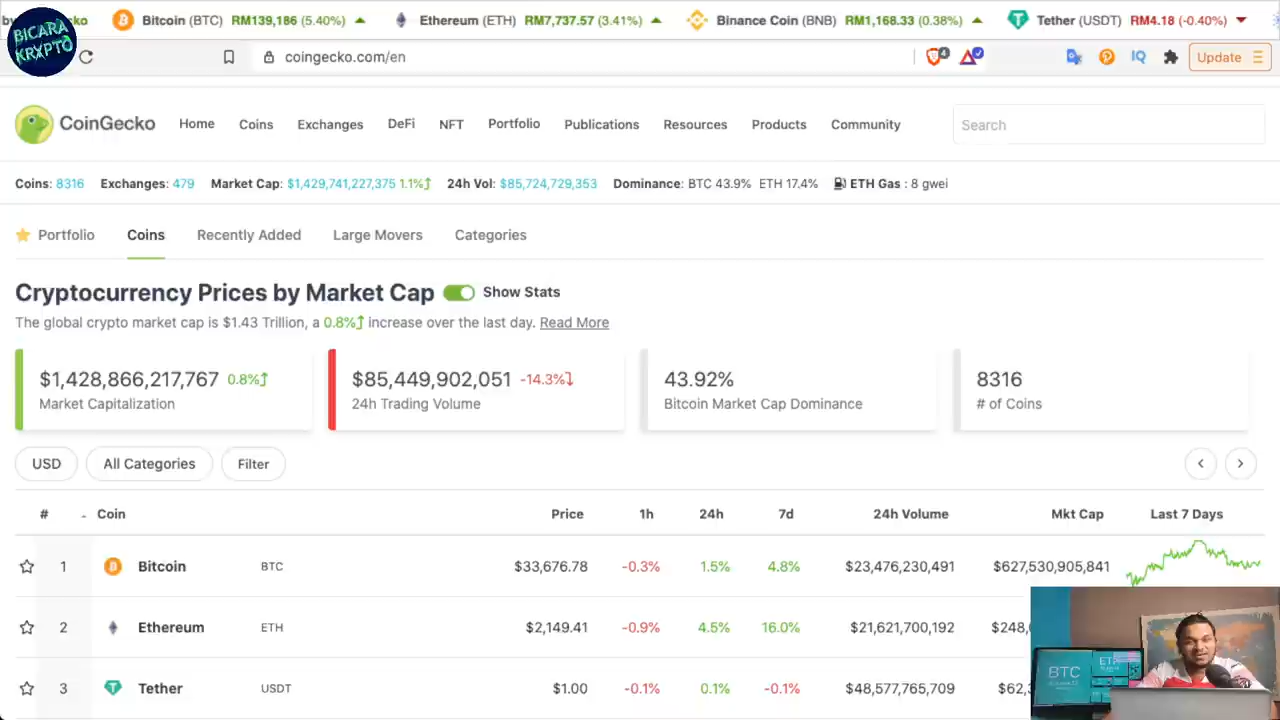 by
cko
Bitcoin (BTC) RM139,186 (5.40%)
Ethereum (ETH) RM7,737.57 (3.41%)
Binance Coin (BNB) RM1,168.33 (0.38%)
Tether (USDT) RM4.18 (-0.40%)
BICARA
KRXPTO
coingecko.com/en
4
IQ
Update
CoinGecko
Home
Coins
Exchanges
DeFi
NFT
Portfolio
Publications
Resources
Products
Community
Search
Coins: 8316
Exchanges: 479
Market Cap: $1,429,741,227,375 1.1%
24h Vol: $85,724,729,353
Dominance: BTC 43.9% ETH 17.4%
ETH Gas : 8 gwei
Portfolio
Coins
Recently Added
Large Movers
Categories
Cryptocurrency Prices by Market Cap
Show Stats
The global crypto market cap is $1.43 Trillion, a 0.8% increase over the last day. Read More
$1,428,866,217,767 0.8%
Market Capitalization
$85,449,902,051 -14.3%
24h Trading Volume
43.92%
Bitcoin Market Cap Dominance
8316
# of Coins
USD
All Categories
Filter
# Coin Price 1h 24h 7d 24h Volume Mkt Cap Last 7 Days
1 Bitcoin BTC $33,676.78 -0.3% 1.5% 4.8% $23,476,230,491 $627,530,905,841
2 Ethereum ETH $2,149.41 -0.9% 4.5% 16.0% $21,621,700,192 $248,
3 Tether USDT $1.00 -0.1% 0.1% -0.1% $48,577,765,709 $62,
BTC
ETH